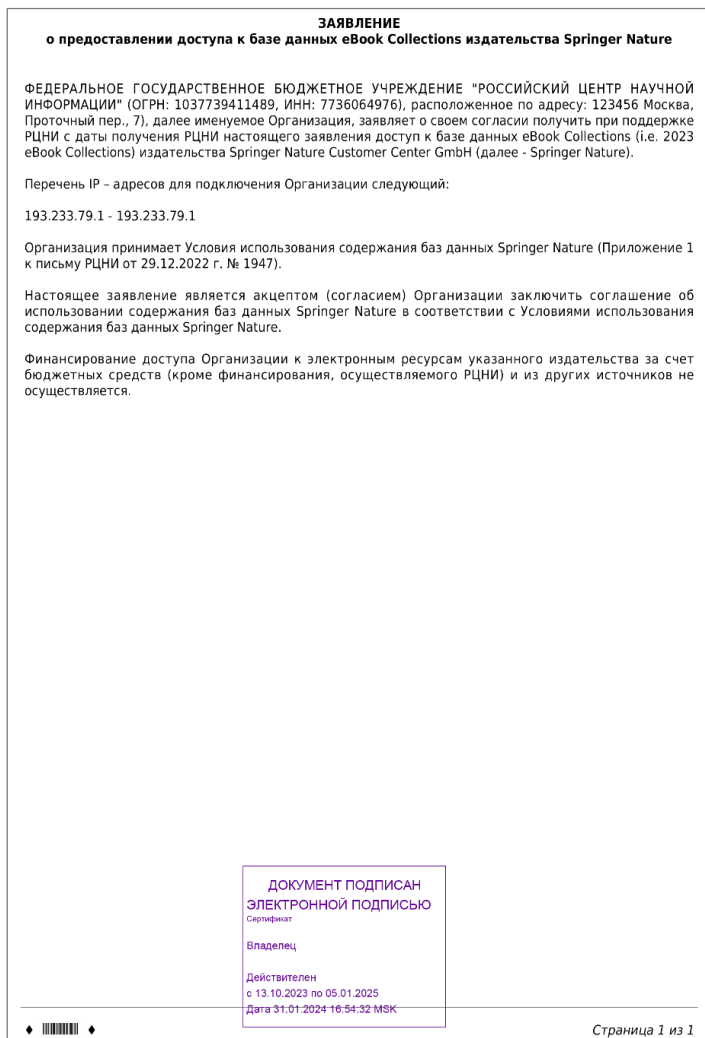 ЗАЯВЛЕНИЕ
о предоставлении доступа к базе данных eBook Collections издательства Springer Nature
ФЕДЕРАЛЬНОЕ ГОСУДАРСТВЕННОЕ БЮДЖЕТНОЕ УЧРЕЖДЕНИЕ "РОССИЙСКИЙ ЦЕНТР НАУЧНОЙ
ИНФОРМАЦИИ" (ОГРН: 1037739411489, ИНН: 7736064976), расположенное по адресу: 123456 Москва,
Проточный пер., 7), далее именуемое Организация, заявляет о своем согласии получить при поддержке
РЦНИ с даты получения РЦНИ настоящего заявления доступ к базе данных eBook Collections (i.e. 2023
eBook Collections) издательства Springer Nature Customer Center GmbH (далее - Springer Nature).
Перечень IP – адресов для подключения Организации следующий:
193.233.79.1 - 193.233.79.1
Организация принимает Условия использования содержания баз данных Springer Nature (Приложение 1
к письму РЦНИ от 29.12.2022 г. № 1947).
Настоящее заявление является акцептом (согласием) Организации заключить соглашение об
использовании содержания баз данных Springer Nature в соответствии с Условиями использования
содержания баз данных Springer Nature.
Финансирование доступа Организации к электронным ресурсам указанного издательства за счет
бюджетных средств (кроме финансирования, осуществляемого РЦНИ) и из других источников не
осуществляется.
ДОКУМЕНТ ПОДПИСАН
ЭЛЕКТРОННОЙ ПОДПИСЬЮ
Сертификат
Владелец
Действителен
с 13.10.2023 по 05.01.2025
Дата 31.01.2024 16:54:32 MSK
Страница 1 из 1